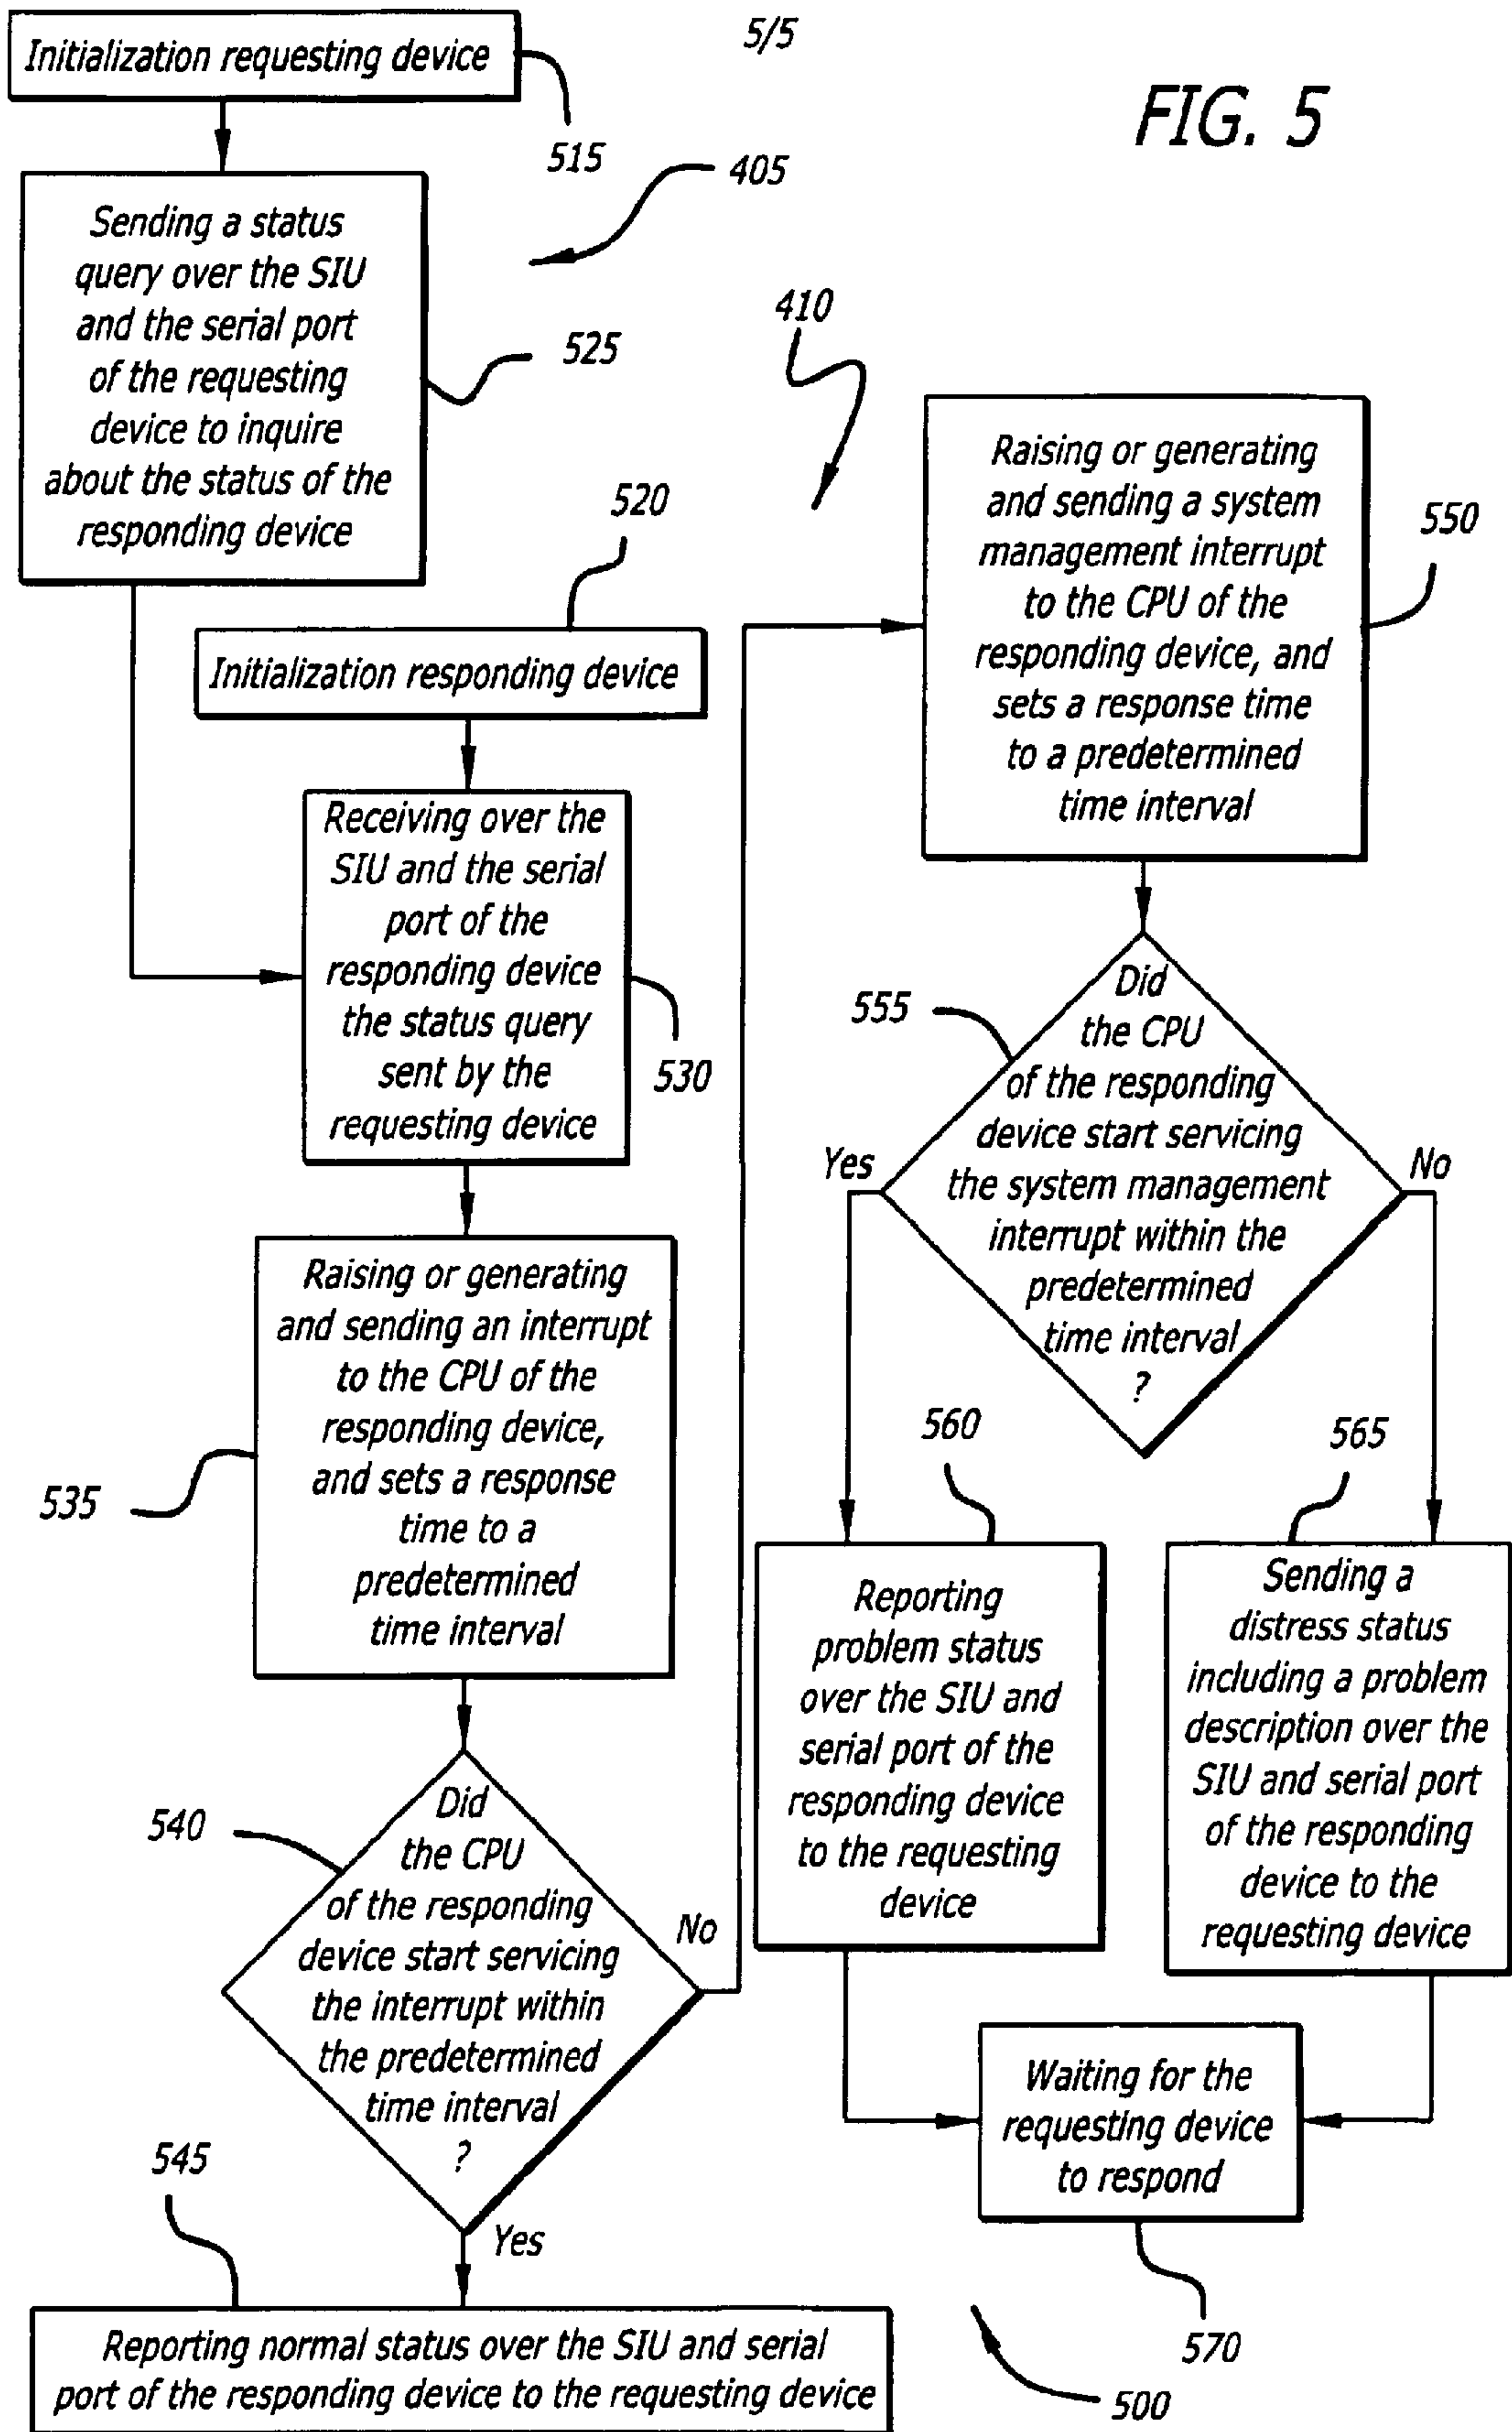 5/5
FIG. 5
Initialization requesting device
515
405
Sending a status
query over the SIU
and the serial port
of the requesting
device to inquire
about the status of the
responding device
525
520
Initialization responding device
Receiving over the
SIU and the serial
port of the
responding device
the status query
sent by the
requesting device
530
Raising or generating
and sending an interrupt
to the CPU of the
responding device,
and sets a response
time to a
predetermined
time interval
535
540
Did
the CPU
of the responding
device start servicing
the interrupt within
the predetermined
time interval
?
No
Yes
545
Reporting normal status over the SIU and serial
port of the responding device to the requesting device
410
Raising or generating
and sending a system
management interrupt
to the CPU of the
responding device, and
sets a response time
to a predetermined
time interval
550
555
Did
the CPU
of the responding
device start servicing
the system management
interrupt within the
predetermined
time interval
?
Yes
No
560
Reporting
problem status
over the SIU and
serial port of the
responding device
to the requesting
device
565
Sending a
distress status
including a problem
description over the
SIU and serial port
of the responding
device to the
requesting device
Waiting for the
requesting device
to respond
570
500